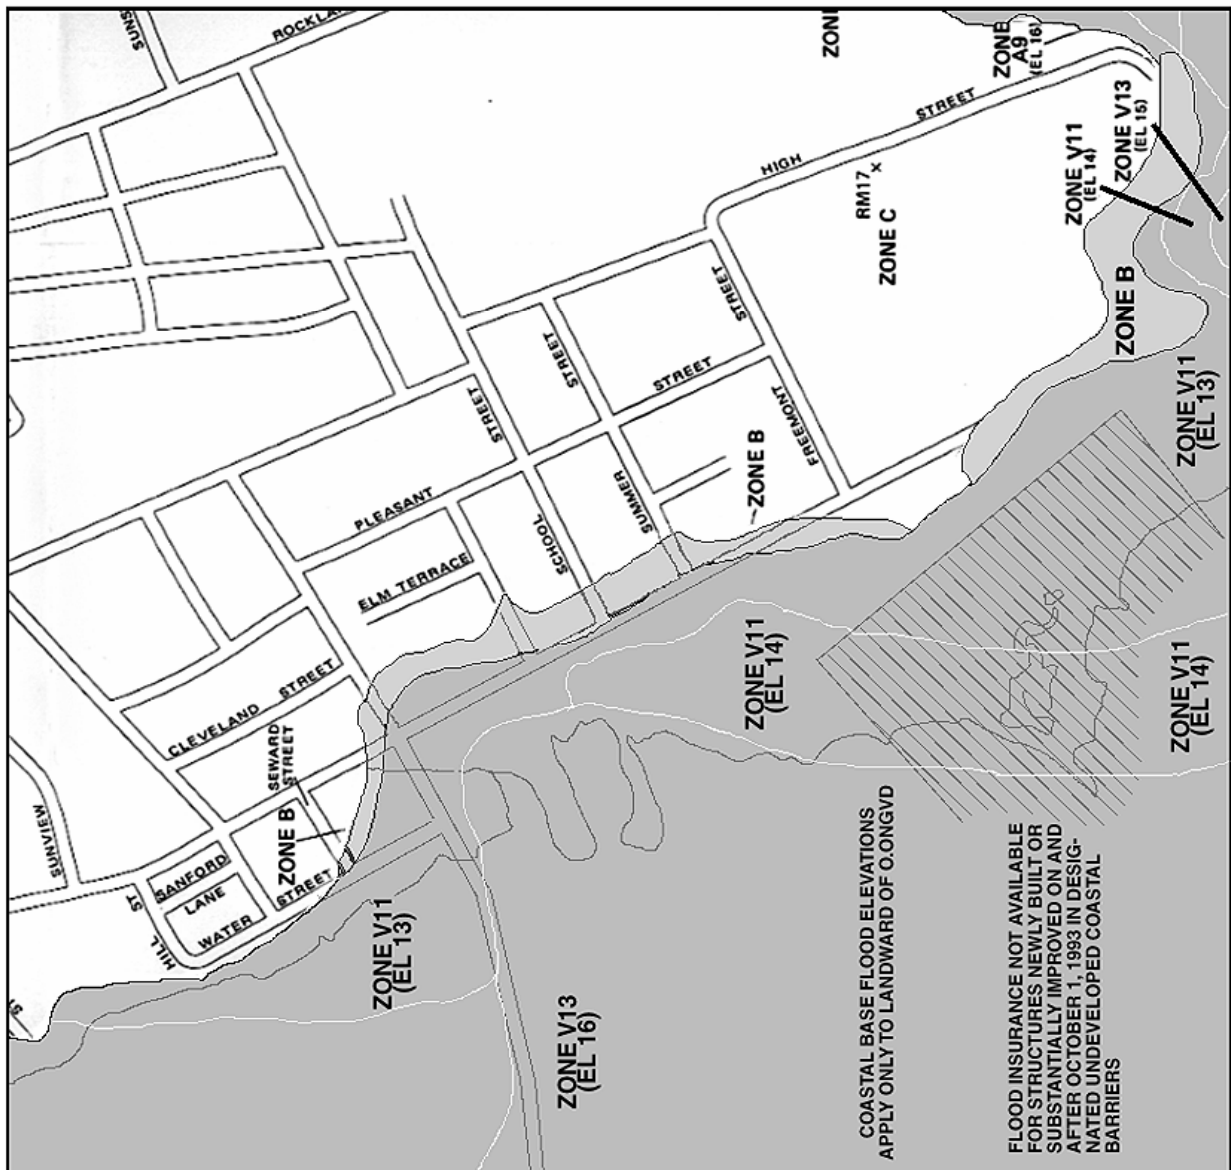 SUNS
ROCKLA
ZONE
ZONE
A9
(EL 16)
STREET
HIGH
RM17
ZONE C
ZONE V11
(EL 14)
ZONE V13
(EL 15)
ZONE B
ZONE V11
(EL 13)
STREET
STREET
STREET
STREET
FREEMONT
ZONE B
PLEASANT
SUMMER
SCHOOL
ELM TERRACE
STREET
CLEVELAND
SEWARD
STREET
ZONE B
SUNVIEW
SANFORD
LANE
ST
HILL
WATER
STREET
ST
ZONE V11
(EL 13)
ZONE V13
(EL 16)
ZONE V11
(EL 14)
ZONE V11
(EL 14)
COASTAL BASE FLOOD ELEVATIONS
APPLY ONLY TO LANDWARD OF O.ONGVD
FLOOD INSURANCE NOT AVAILABLE
FOR STRUCTURES NEWLY BUILT OR
SUBSTANTIALLY IMPROVED ON AND
AFTER OCTOBER 1, 1993 IN DESIG-
NATED UNDEVELOPED COASTAL
BARRIERS